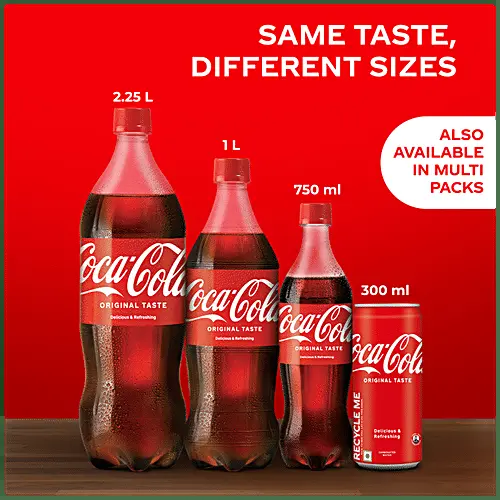 SAME TASTE,
DIFFERENT SIZES
2.25 L
1 L
750 ml
300 ml
ALSO
AVAILABLE
IN MULTI
PACKS
Coca-Cola
ORIGINAL TASTE
Delicious & Refreshing
Coca-Cola
ORIGINAL TASTE
Delicious & Refreshing
Coca-Cola
ORIGINAL TASTE
Delicious & Refreshing
Coca-Cola
ORIGINAL TASTE
RECYCLE ME
Delicious &
Refreshing